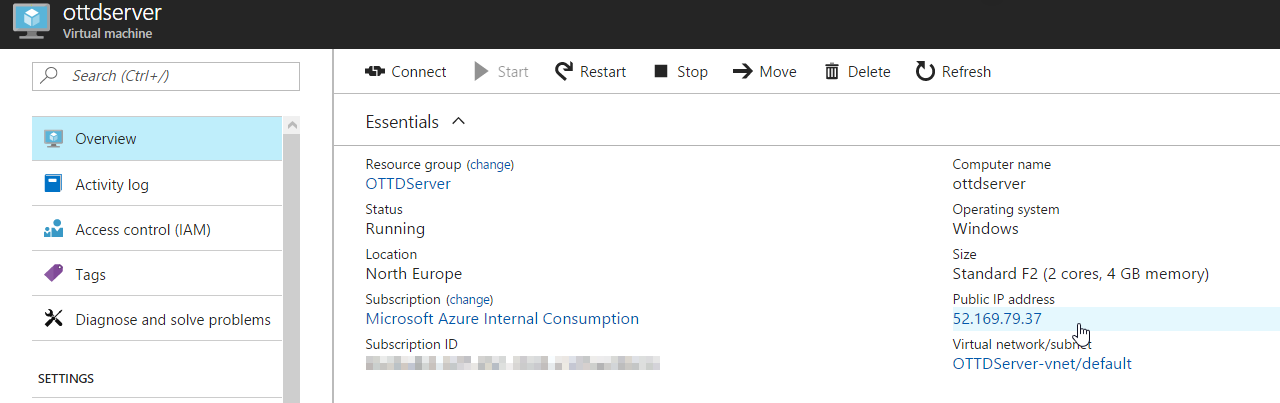 ottdserver
Virtual machine
Search (Ctrl+/)
Connect Start Restart Stop Move Delete Refresh
Overview
Activity log
Access control (IAM)
Tags
Diagnose and solve problems
SETTINGS
Essentials
Resource group (change)
OTTDServer
Status
Running
Location
North Europe
Subscription (change)
Microsoft Azure Internal Consumption
Subscription ID
Computer name
ottdserver
Operating system
Windows
Size
Standard F2 (2 cores, 4 GB memory)
Public IP address
52.169.79.37
Virtual network/subnet
OTTDServer-vnet/default